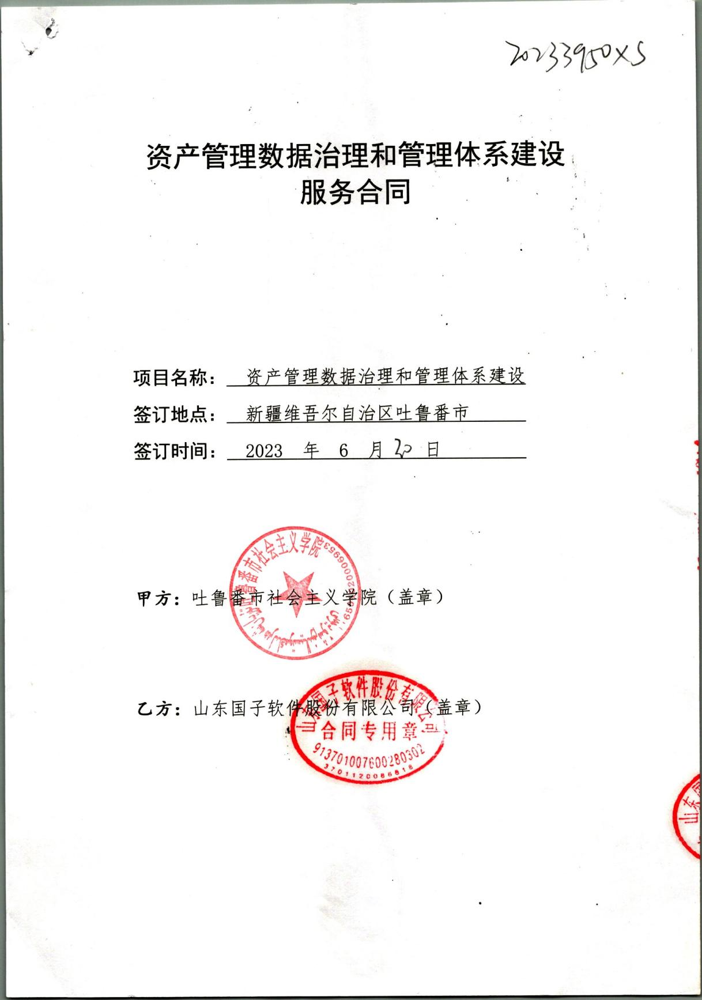 20233950XS
资产管理数据治理和管理体系建设
服务合同
项目名称：资产管理数据治理和管理体系建设
签订地点：新疆维吾尔自治区吐鲁番市
签订时间：2023 年 6 月 20 日
吐鲁番市社会主义学院
甲方：吐鲁番市社会主义学院（盖章）
山东国子软件股份有限公司
乙方：山东国子软件股份有限公司（盖章）
合同专用章
913701007600280302
3701120086818
山东国